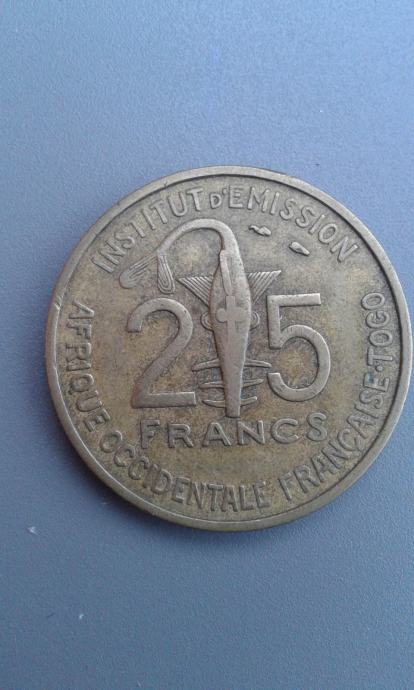 INSTITUT D'EMISSION
25
FRANCS
AFRIQUE OCCIDENTALE FRANÇAISE·TOGO